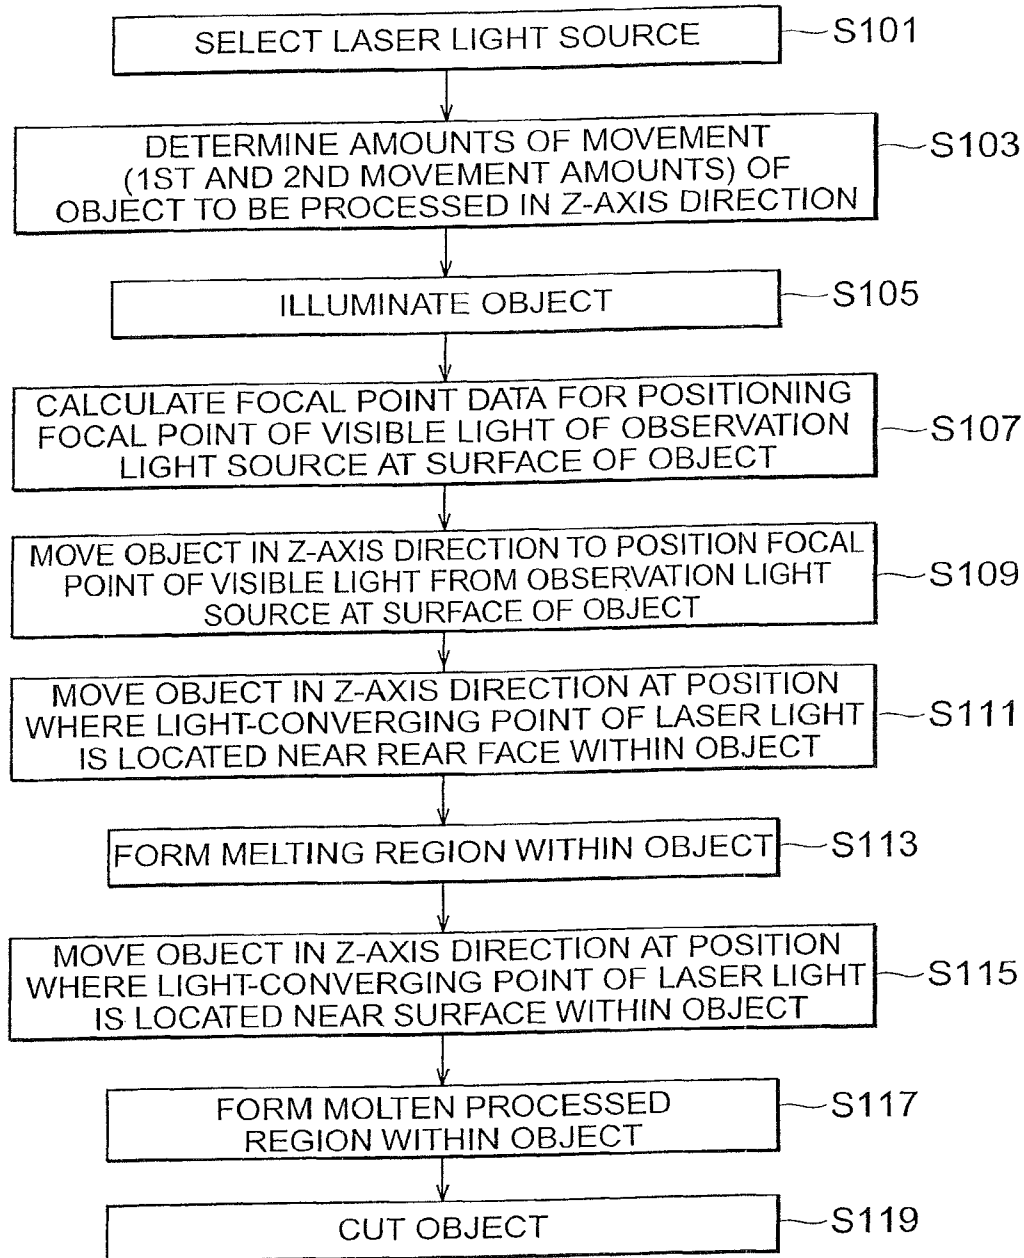 SELECT LASER LIGHT SOURCE
S101
DETERMINE AMOUNTS OF MOVEMENT
(1ST AND 2ND MOVEMENT AMOUNTS) OF
OBJECT TO BE PROCESSED IN Z-AXIS DIRECTION
S103
ILLUMINATE OBJECT
S105
CALCULATE FOCAL POINT DATA FOR POSITIONING
FOCAL POINT OF VISIBLE LIGHT OF OBSERVATION
LIGHT SOURCE AT SURFACE OF OBJECT
S107
MOVE OBJECT IN Z-AXIS DIRECTION TO POSITION FOCAL
POINT OF VISIBLE LIGHT FROM OBSERVATION LIGHT
SOURCE AT SURFACE OF OBJECT
S109
MOVE OBJECT IN Z-AXIS DIRECTION AT POSITION
WHERE LIGHT-CONVERGING POINT OF LASER LIGHT
IS LOCATED NEAR REAR FACE WITHIN OBJECT
S111
FORM MELTING REGION WITHIN OBJECT
S113
MOVE OBJECT IN Z-AXIS DIRECTION AT POSITION
WHERE LIGHT-CONVERGING POINT OF LASER LIGHT
IS LOCATED NEAR SURFACE WITHIN OBJECT
S115
FORM MOLTEN PROCESSED
REGION WITHIN OBJECT
S117
CUT OBJECT
S119